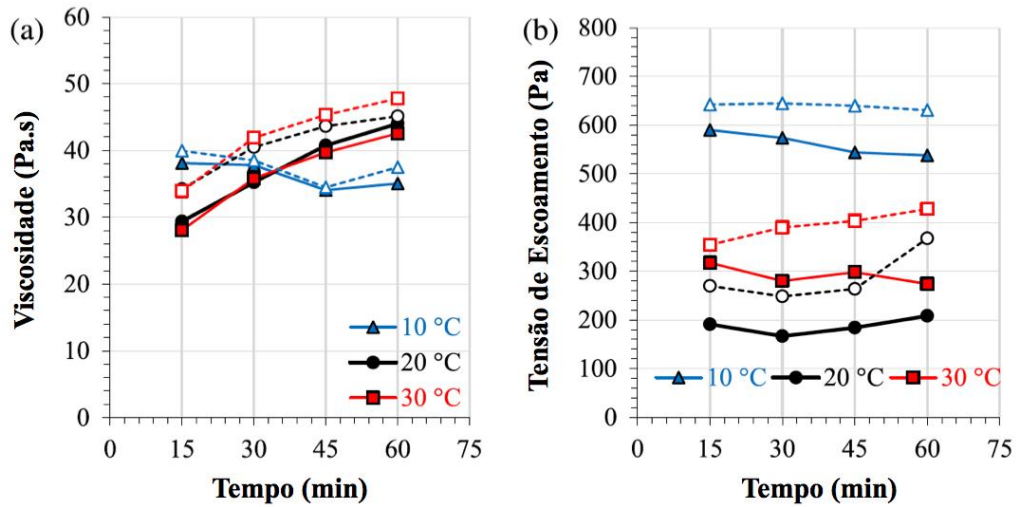 (a)
60
50
40
30
20
10
0
Viscosidade (Pa.s)
10 °C
20 °C
30 °C
0 15 30 45 60 75
Tempo (min)
(b)
800
700
600
500
400
300
200
100
0
Tensão de Escoamento (Pa)
10 °C 20 °C 30 °C
0 15 30 45 60 75
Tempo (min)